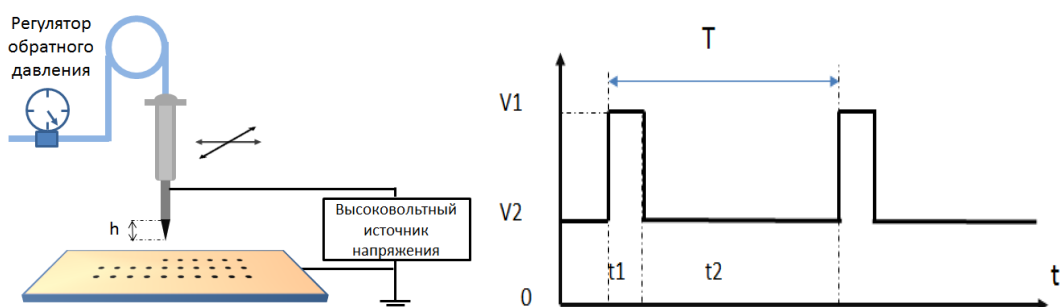 Регулятор
обратного
давления
h
Высоковольтный
источник
напряжения
T
V1
V2
t1
t2
0
t